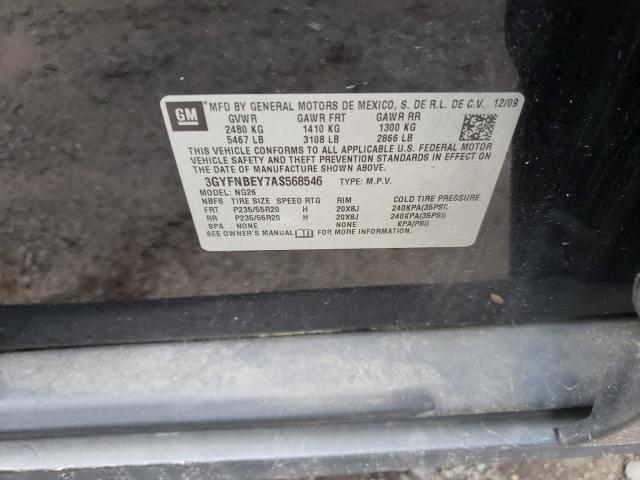 GM MFD BY GENERAL MOTORS DE MEXICO, S. DE R.L. DE C.V. 12/09
GVWR GAWR FRT GAWR RR
2480 KG 1410 KG 1300 KG
5467 LB 3108 LB 2866 LB
THIS VEHICLE CONFORMS TO ALL APPLICABLE U.S. FEDERAL MOTOR
VEHICLE SAFETY AND THEFT PREVENTION STANDARDS IN EFFECT ON
THE DATE OF MANUFACTURE SHOWN ABOVE.
3GYFNBEY7AS568546 TYPE: M.P.V.
MODEL: NG26
NBFS TIRE SIZE SPEED RTG RIM COLD TIRE PRESSURE
FRT P235/55R20 H 20X8J 240KPA(35PSI)
RR P235/55R20 H 20X8J 240KPA(35PSI)
SPA NONE NONE KPA(PSI)
SEE OWNER'S MANUAL FOR MORE INFORMATION.